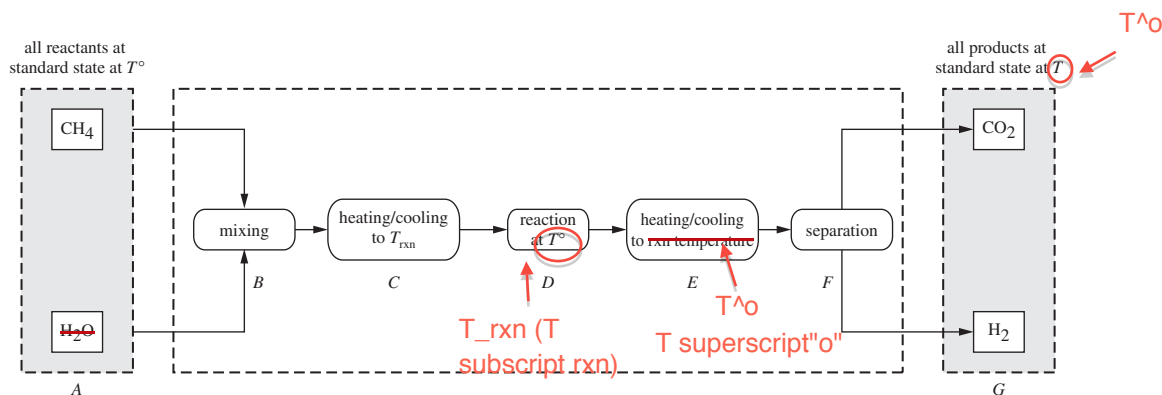 T^o
all reactants at
standard state at T°
all products at
standard state at T
CH₄
CO₂
mixing
heating/cooling
to T_rxn
reaction
at T°
heating/cooling
to rxn temperature
separation
B
C
D
E
F
T_rxn (T
subscript rxn)
T^o
T superscript"o"
H₂O
H₂
A
G